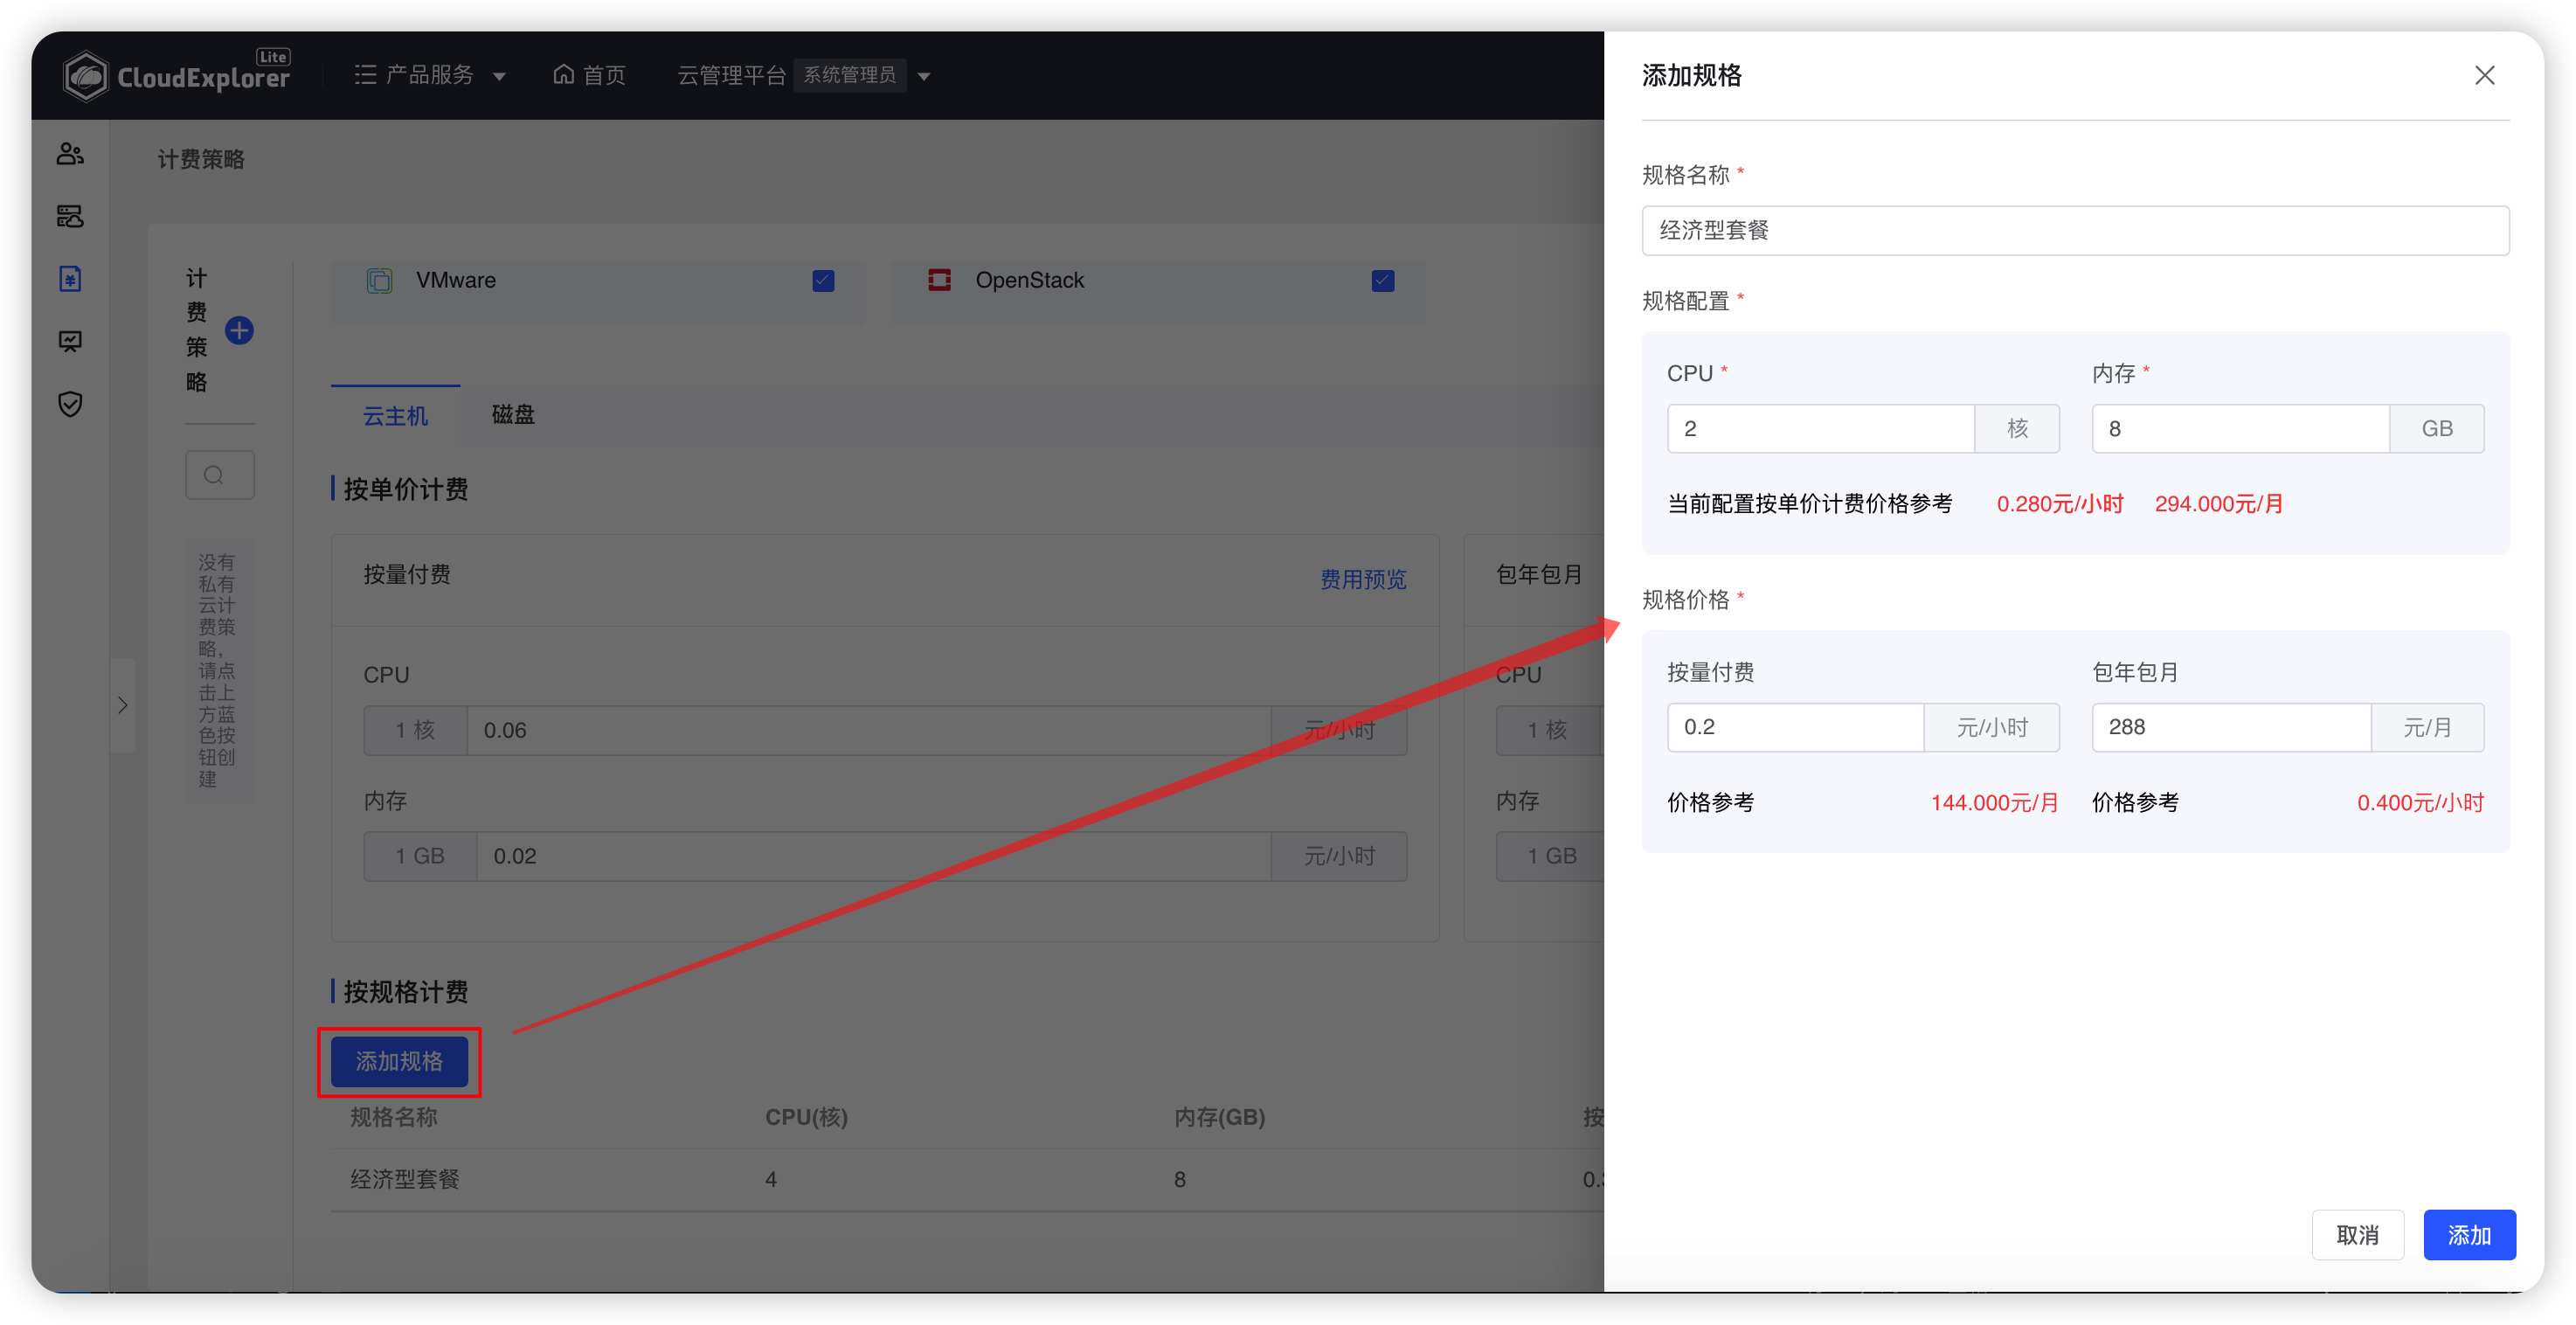 CloudExplorer Lite
产品服务
首页
云管理平台 系统管理员
计费策略
计费策略
没有
私有
云计
费策
略，
请点
击上
方蓝
色按
钮创
建
VMware
OpenStack
云主机
磁盘
按单价计费
按量付费
费用预览
CPU
1 核 0.06 元/小时
内存
1 GB 0.02 元/小时
包年包月
CPU
1 核
内存
1 GB
按规格计费
添加规格
规格名称 CPU(核) 内存(GB) 按
经济型套餐 4 8
添加规格
规格名称 *
经济型套餐
规格配置 *
CPU * 内存 *
2 核 8 GB
当前配置按单价计费价格参考 0.280元/小时 294.000元/月
规格价格 *
按量付费 包年包月
0.2 元/小时 288 元/月
价格参考 144.000元/月 价格参考 0.400元/小时
取消 添加